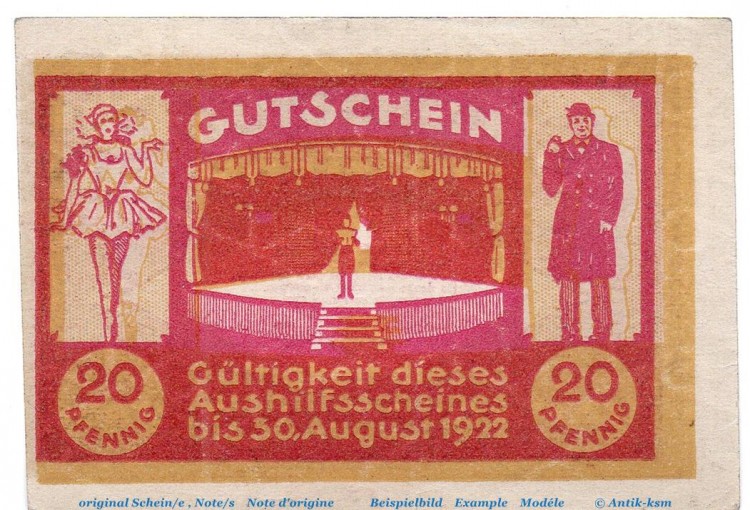 GUTSCHEIN
20
PFENNIG
Gültigkeit dieses
Aushilfsscheines
bis 30. August 1922
20
PFENNIG
original Schein/e , Note/s Note d'origine Beispielbild Example Modéle © Antik-ksm